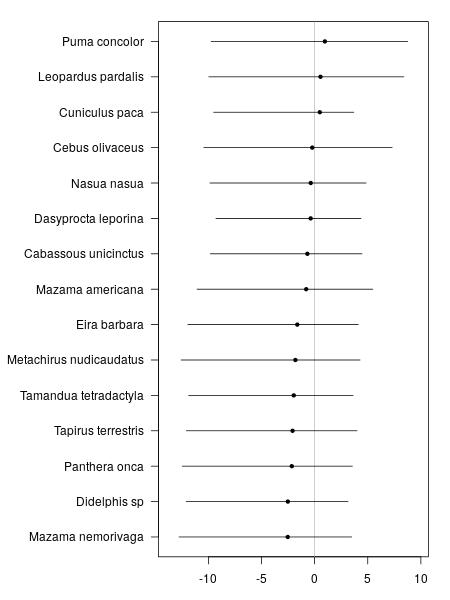 Puma concolor
Leopardus pardalis
Cuniculus paca
Cebus olivaceus
Nasua nasua
Dasyprocta leporina
Cabassous unicinctus
Mazama americana
Eira barbara
Metachirus nudicaudatus
Tamandua tetradactyla
Tapirus terrestris
Panthera onca
Didelphis sp
Mazama nemorivaga
-10 -5 0 5 10